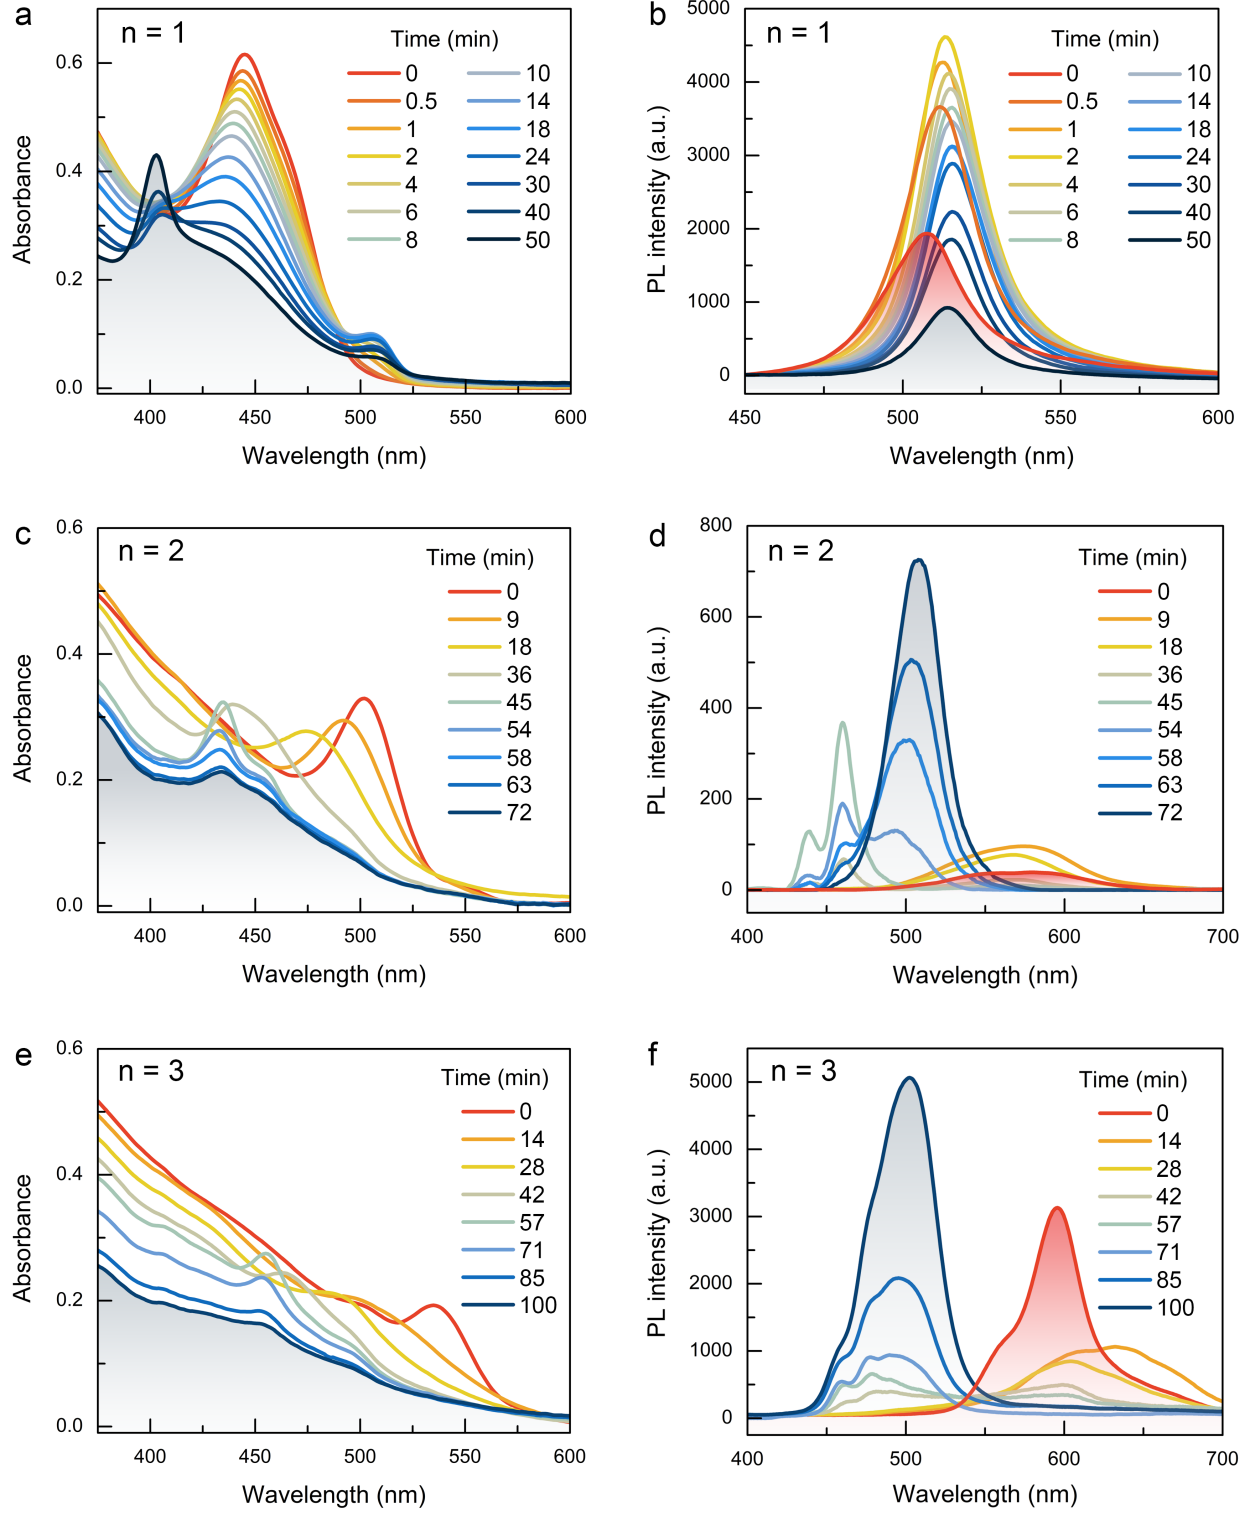 a
n = 1
Time (min)
0 10
0.5 14
1 18
2 24
4 30
6 40
8 50
0.6
0.4
0.2
0.0
Absorbance
400 450 500 550 600
Wavelength (nm)
b
n = 1
Time (min)
0 10
0.5 14
1 18
2 24
4 30
6 40
8 50
5000
4000
3000
2000
1000
0
PL intensity (a.u.)
450 500 550 600
Wavelength (nm)
c
n = 2
Time (min)
0
9
18
36
45
54
58
63
72
0.6
0.4
0.2
0.0
Absorbance
400 450 500 550 600
Wavelength (nm)
d
n = 2
Time (min)
0
9
18
36
45
54
58
63
72
800
600
400
200
0
PL intensity (a.u.)
400 500 600 700
Wavelength (nm)
e
n = 3
Time (min)
0
14
28
42
57
71
85
100
0.6
0.4
0.2
0.0
Absorbance
400 450 500 550 600
Wavelength (nm)
f
n = 3
Time (min)
0
14
28
42
57
71
85
100
5000
4000
3000
2000
1000
0
PL intensity (a.u.)
400 500 600 700
Wavelength (nm)